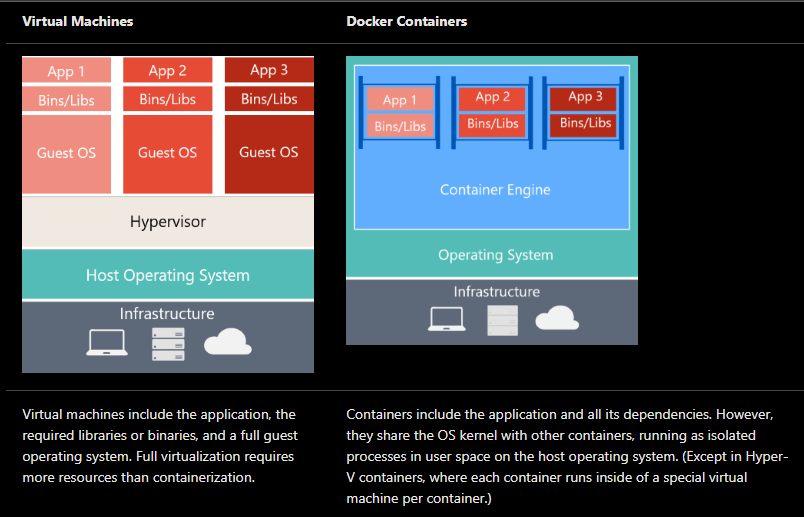 Virtual Machines
Docker Containers
App 1
App 2
App 3
Bins/Libs
Bins/Libs
Bins/Libs
Guest OS
Guest OS
Guest OS
Hypervisor
Host Operating System
Infrastructure
App 1
App 2
App 3
Bins/Libs
Bins/Libs
Bins/Libs
Container Engine
Operating System
Infrastructure
Virtual machines include the application, the
required libraries or binaries, and a full guest
operating system. Full virtualization requires
more resources than containerization.
Containers include the application and all its dependencies. However,
they share the OS kernel with other containers, running as isolated
processes in user space on the host operating system. (Except in Hyper-
V containers, where each container runs inside of a special virtual
machine per container.)